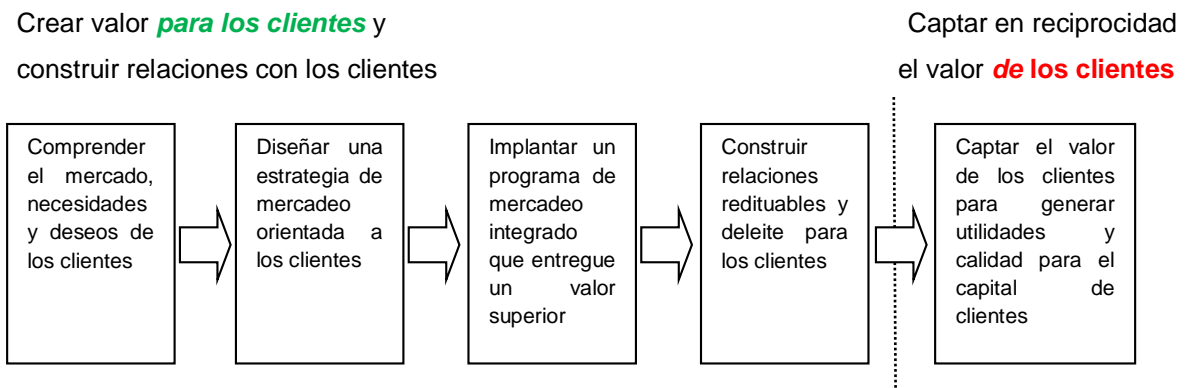 Crear valor para los clientes y
construir relaciones con los clientes
Captar en reciprocidad
el valor de los clientes
Comprender
el mercado,
necesidades
y deseos de
los clientes
Diseñar una
estrategia de
mercadeo
orientada a
los clientes
Implantar un
programa de
mercadeo
integrado
que entregue
un valor
superior
Construir
relaciones
redituables y
deleite para
los clientes
Captar el valor
de los clientes
para generar
utilidades y
calidad para el
capital de
clientes